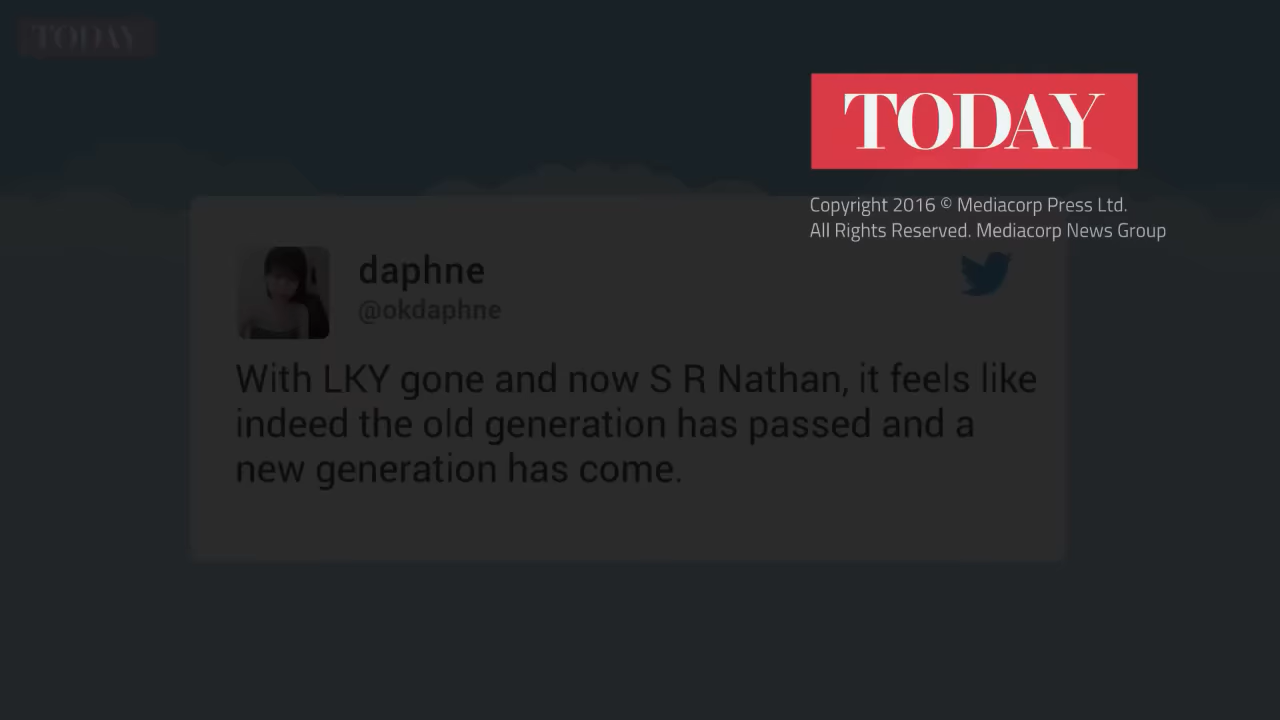 TODAY
TODAY
Copyright 2016 © Mediacorp Press Ltd.
All Rights Reserved. Mediacorp News Group
daphne
@okdaphne
With LKY gone and now S R Nathan, it feels like
indeed the old generation has passed and a
new generation has come.